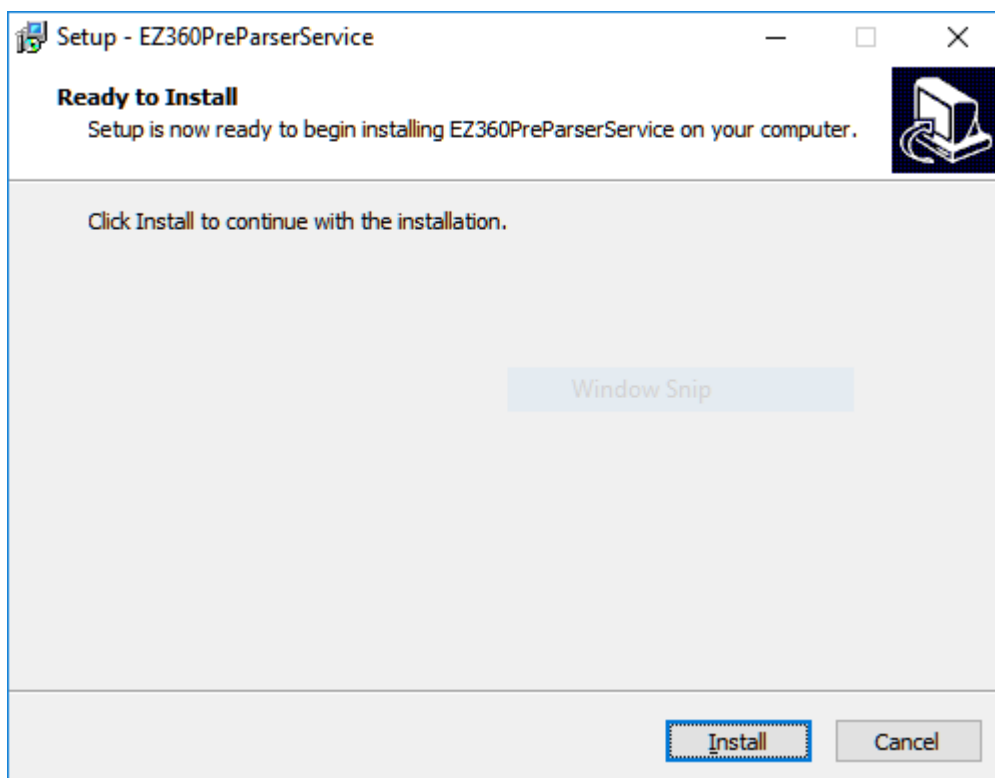 Setup - EZ360PreParserService
Ready to Install
Setup is now ready to begin installing EZ360PreParserService on your computer.
Click Install to continue with the installation.
Window Snip
Install
Cancel